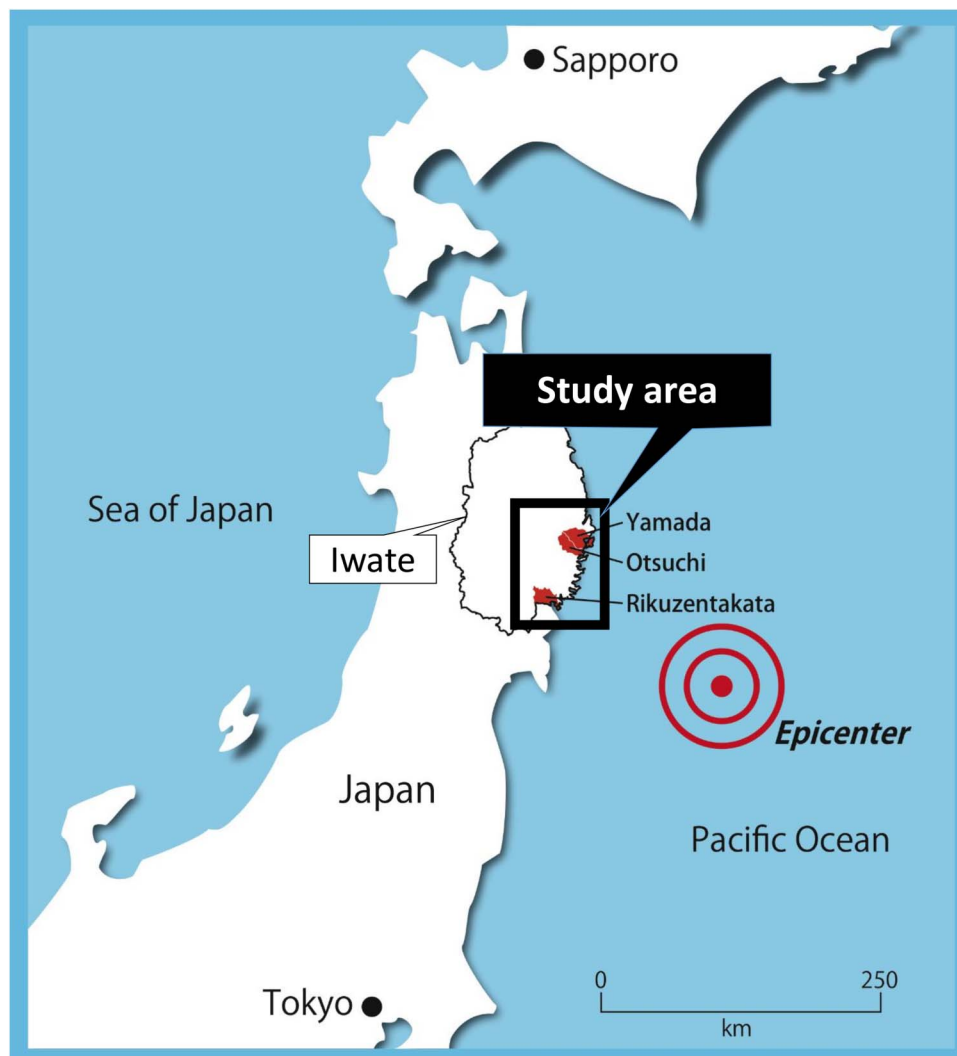 Sapporo
Study area
Sea of Japan
Yamada
Iwate
Otsuchi
Rikuzentakata
Epicenter
Japan
Pacific Ocean
0 250
Tokyo
km